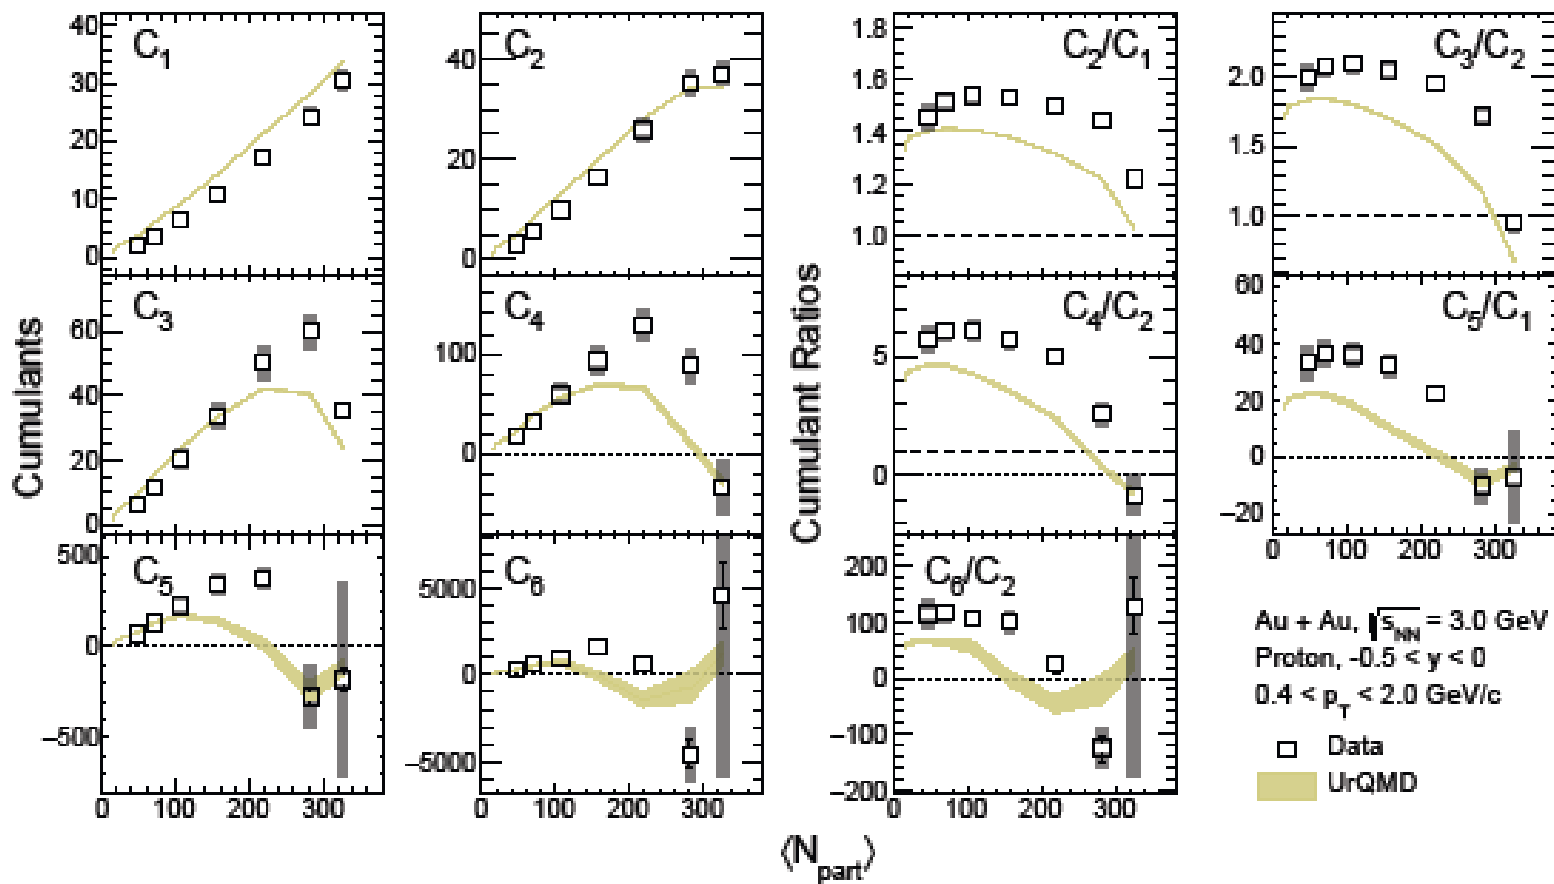 Cumulants
C1
40
30
20
10
0
C2
40
20
0
C3
60
40
20
0
C4
100
0
C5
500
0
−500
0 100 200 300
C6
5000
0
−5000
0 100 200 300
Cumulant Ratios
C2/C1
1.8
1.6
1.4
1.2
1.0
C3/C2
2.0
1.5
1.0
C4/C2
5
0
C5/C1
60
40
20
0
−20
0 100 200 300
C6/C2
200
100
0
−100
−200
0 100 200 300
Au + Au, √sNN = 3.0 GeV
Proton, -0.5 < y < 0
0.4 < pT < 2.0 GeV/c
Data
UrQMD
⟨Npart⟩